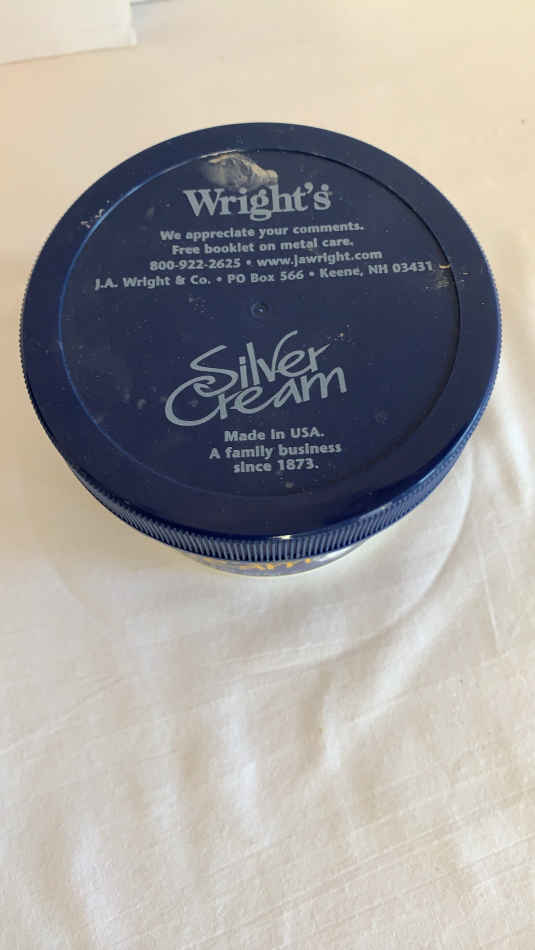 Wright's®
We appreciate your comments.
Free booklet on metal care.
800-922-2625 • www.jawright.com
J.A. Wright & Co. • PO Box 566 • Keene, NH 03431
Silver
Cream
Made in USA.
A family business
since 1873.